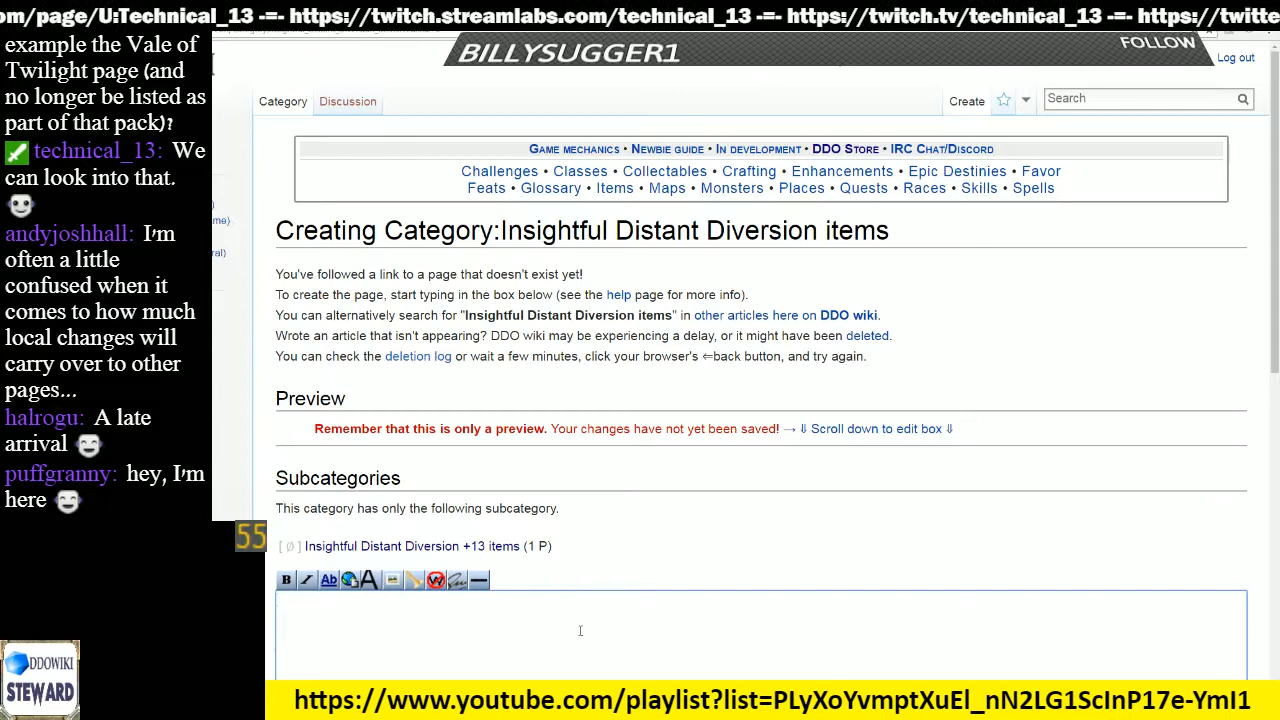 om/page/U:Technical_13 -=- https://twitch.streamlabs.com/technical_13 -=- https://twitch.tv/technical_13 -=- https://twitte
example the Vale of
Twilight page (and
no longer be listed as
part of that pack)?
technical_13: We
can look into that.
andyjoshhall: I'm
often a little
confused when it
comes to how much
local changes will
carry over to other
pages...
halrogu: A late
arrival
puffgranny: hey, I'm
here
DDOWIKI
STEWARD
BILLYSUGGER1
FOLLOW
Log out
Category Discussion
Create
Search
Game mechanics • Newbie guide • In development • DDO Store • IRC Chat/Discord
Challenges • Classes • Collectables • Crafting • Enhancements • Epic Destinies • Favor
Feats • Glossary • Items • Maps • Monsters • Places • Quests • Races • Skills • Spells
me)
ral)
Creating Category:Insightful Distant Diversion items
You've followed a link to a page that doesn't exist yet!
To create the page, start typing in the box below (see the help page for more info).
You can alternatively search for "Insightful Distant Diversion items" in other articles here on DDO wiki.
Wrote an article that isn't appearing? DDO wiki may be experiencing a delay, or it might have been deleted.
You can check the deletion log or wait a few minutes, click your browser's ⇐back button, and try again.
Preview
Remember that this is only a preview. Your changes have not yet been saved! → ⇓ Scroll down to edit box ⇓
Subcategories
This category has only the following subcategory.
55
[ ∅ ] Insightful Distant Diversion +13 items (1 P)
B I Ab A W
https://www.youtube.com/playlist?list=PLyXoYvmptXuEl_nN2LG1ScInP17e-YmI1